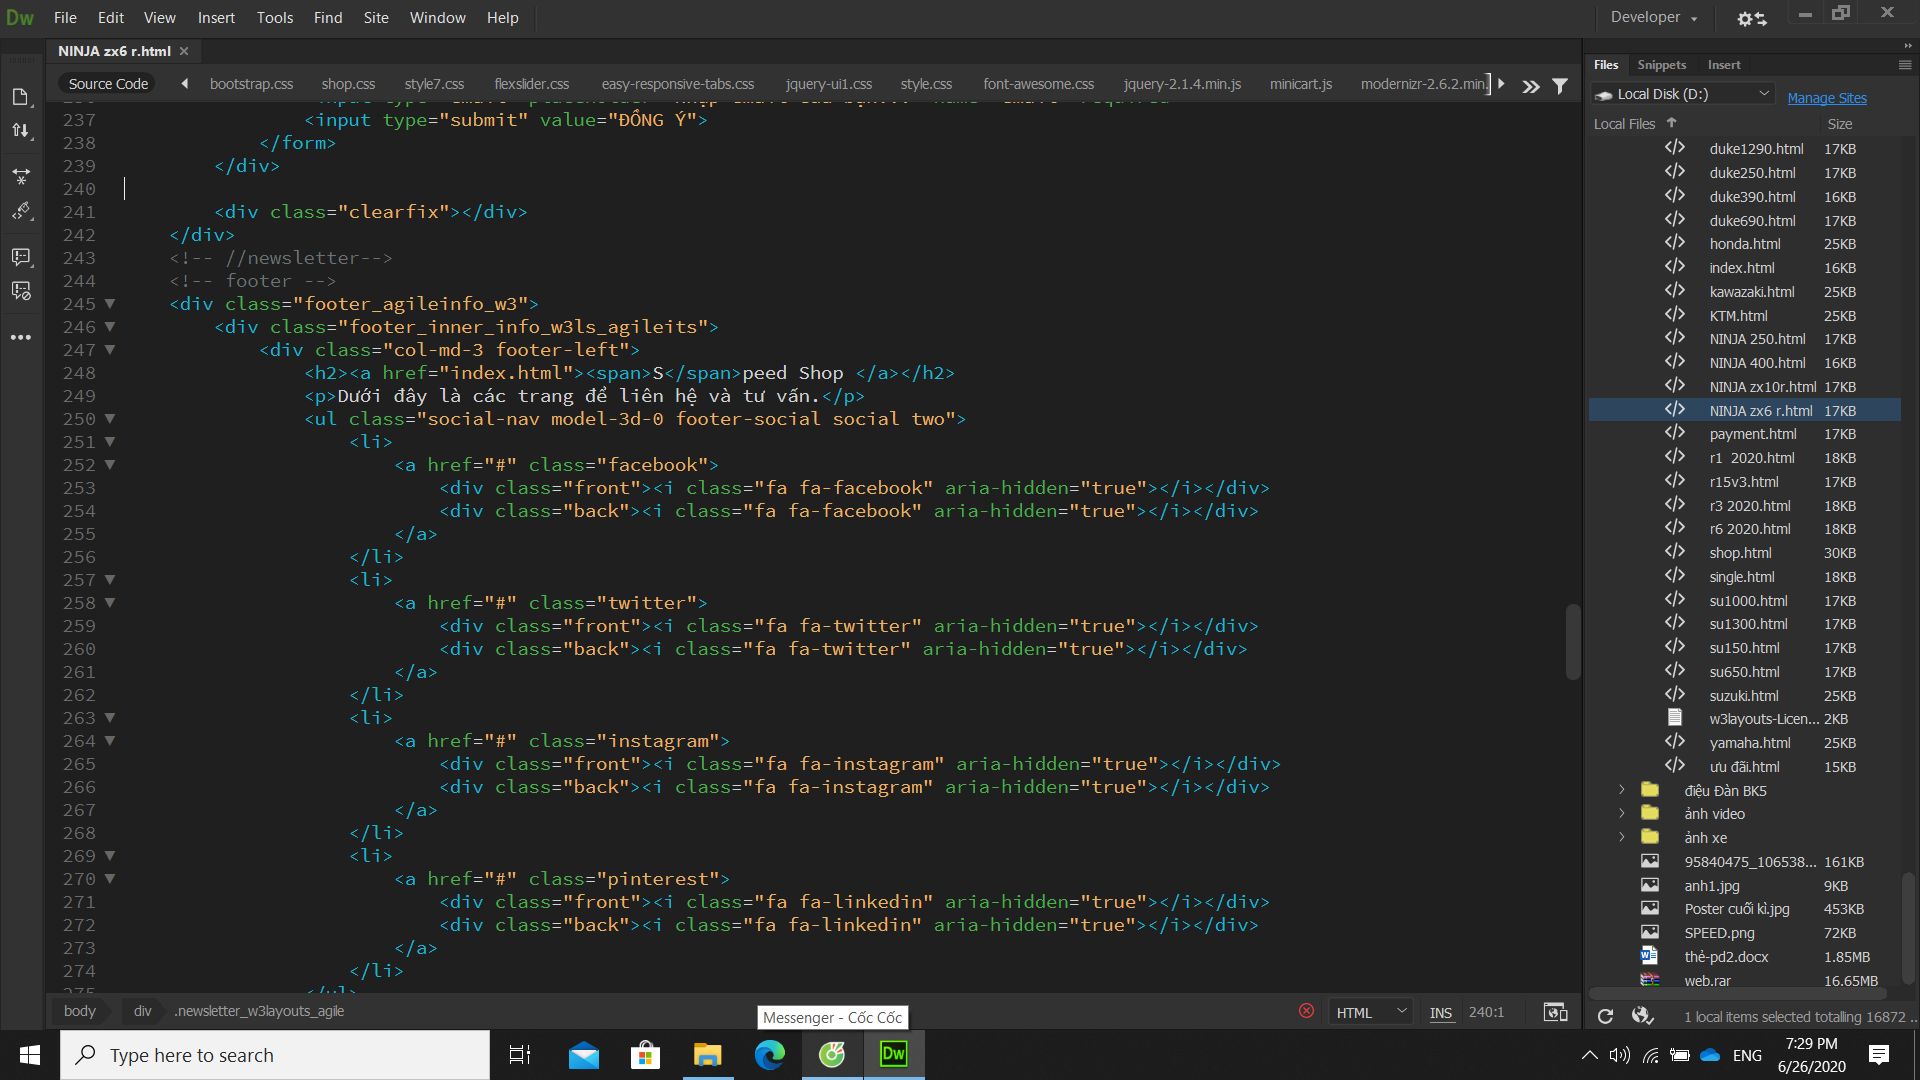 Dw File Edit View Insert Tools Find Site Window Help Developer
NINJA zx6 r.html
Source Code bootstrap.css shop.css style7.css flexslider.css easy-responsive-tabs.css jquery-ui1.css style.css font-awesome.css jquery-2.1.4.min.js minicart.js modernizr-2.6.2.min.
237 <input type="submit" value="ĐỒNG Ý">
238 </form>
239 </div>
240
241 <div class="clearfix"></div>
242 </div>
243 <!-- //newsletter-->
244 <!-- footer -->
245 <div class="footer_agileinfo_w3">
246 <div class="footer_inner_info_w3ls_agileits">
247 <div class="col-md-3 footer-left">
248 <h2><a href="index.html"><span>S</span>peed Shop </a></h2>
249 <p>Dưới đây là các trang để liên hệ và tư vấn.</p>
250 <ul class="social-nav model-3d-0 footer-social social two">
251 <li>
252 <a href="#" class="facebook">
253 <div class="front"><i class="fa fa-facebook" aria-hidden="true"></i></div>
254 <div class="back"><i class="fa fa-facebook" aria-hidden="true"></i></div>
255 </a>
256 </li>
257 <li>
258 <a href="#" class="twitter">
259 <div class="front"><i class="fa fa-twitter" aria-hidden="true"></i></div>
260 <div class="back"><i class="fa fa-twitter" aria-hidden="true"></i></div>
261 </a>
262 </li>
263 <li>
264 <a href="#" class="instagram">
265 <div class="front"><i class="fa fa-instagram" aria-hidden="true"></i></div>
266 <div class="back"><i class="fa fa-instagram" aria-hidden="true"></i></div>
267 </a>
268 </li>
269 <li>
270 <a href="#" class="pinterest">
271 <div class="front"><i class="fa fa-linkedin" aria-hidden="true"></i></div>
272 <div class="back"><i class="fa fa-linkedin" aria-hidden="true"></i></div>
273 </a>
274 </li>
275 </ul>
body div .newsletter_w3layouts_agile HTML INS 240:1
Messenger - Cốc Cốc
Files Snippets Insert
Local Disk (D:) Manage Sites
Local Files Size
duke1290.html 17KB
duke250.html 17KB
duke390.html 16KB
duke690.html 17KB
honda.html 25KB
index.html 16KB
kawazaki.html 25KB
KTM.html 25KB
NINJA 250.html 17KB
NINJA 400.html 16KB
NINJA zx10r.html 17KB
NINJA zx6 r.html 17KB
payment.html 17KB
r1 2020.html 18KB
r15v3.html 17KB
r3 2020.html 18KB
r6 2020.html 18KB
shop.html 30KB
single.html 18KB
su1000.html 17KB
su1300.html 17KB
su150.html 17KB
su650.html 17KB
suzuki.html 25KB
w3layouts-Licen... 2KB
yamaha.html 25KB
ưu đãi.html 15KB
điệu Đàn BK5
ảnh video
ảnh xe
95840475_106538... 161KB
anh1.jpg 9KB
Poster cuối kì.jpg 453KB
SPEED.png 72KB
thẻ-pd2.docx 1.85MB
web.rar 16.65MB
1 local items selected totalling 16872 ..
Type here to search
Dw
ENG
7:29 PM
6/26/2020